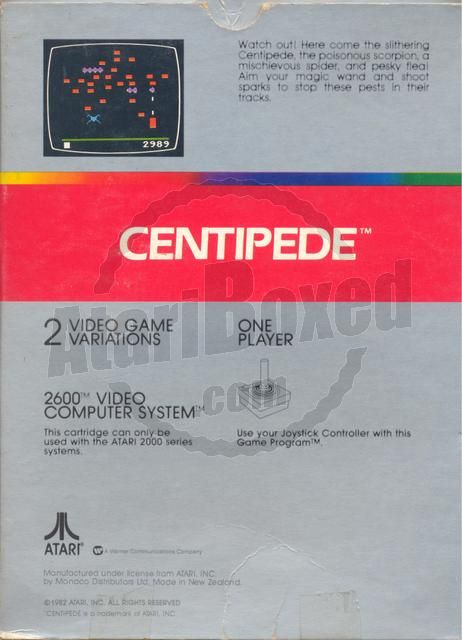 Watch out! Here come the slithering
Centipede, the poisonous scorpion, a
mischievous spider, and pesky flea!
Aim your magic wand and shoot
sparks to stop these pests in their
tracks.
2989
CENTIPEDE™
AtariBoxed
.com
2 VIDEO GAME
VARIATIONS
ONE
PLAYER
2600™ VIDEO
COMPUTER SYSTEM™
This cartridge can only be
used with the ATARI 2000 series
systems.
Use your Joystick Controller with this
Game Program™.
ATARI®
A Warner Communications Company
Manufactured under license from ATARI, INC.
by Monaco Distributors Ltd, Made in New Zealand.
©1982 ATARI, INC. ALL RIGHTS RESERVED
"CENTIPEDE is a trademark of ATARI, INC.